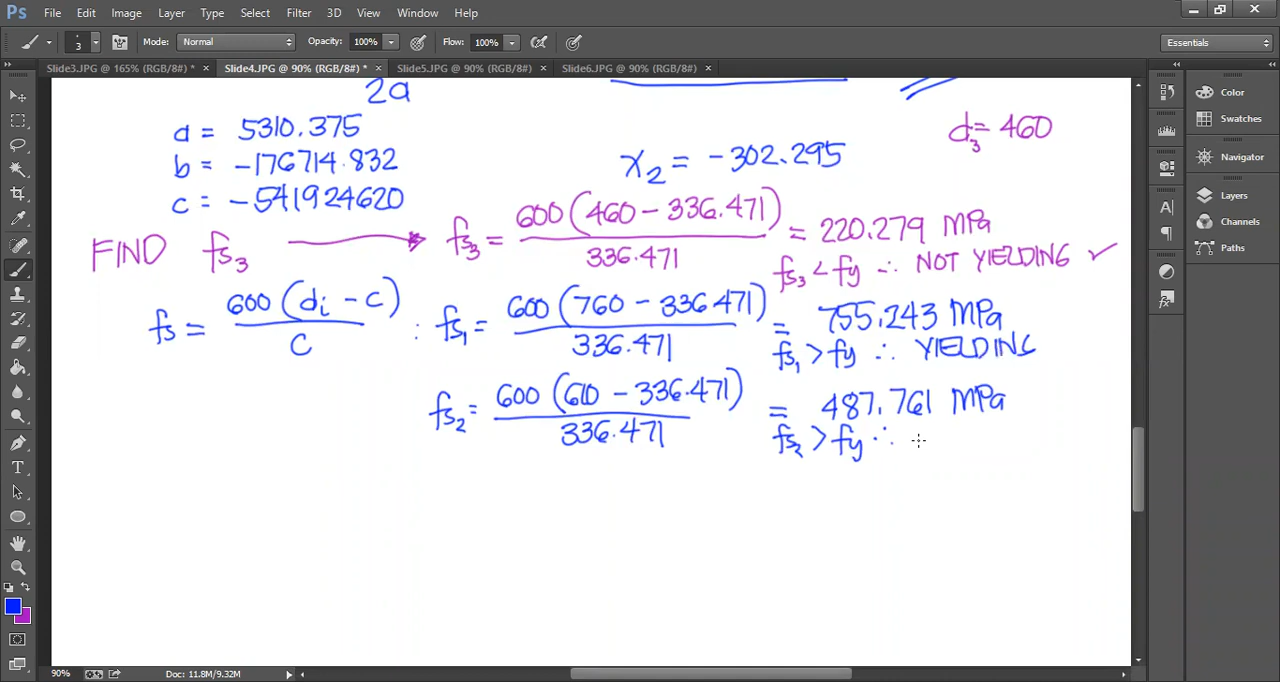 Ps File Edit Image Layer Type Select Filter 3D View Window Help
3 Mode: Normal Opacity: 100% Flow: 100% Essentials
Slide3.JPG @ 165% (RGB/8#) * × Slide4.JPG @ 90% (RGB/8#) * × Slide5.JPG @ 90% (RGB/8#) × Slide6.JPG @ 90% (RGB/8#) ×
2a
a = 5310.375
b = -176714.832
c = -541924620
x2 = -302.295
d3 = 460
FIND fs3 → fs3 = 600(460 - 336.471) / 336.471 = 220.279 MPa
fs3 < fy ∴ NOT YIELDING ✓
fs = 600(di - c) / c : fs1 = 600(760 - 336.471) / 336.471 = 755.243 MPa
fs1 > fy ∴ YIELDING
fs2 = 600(610 - 336.471) / 336.471 = 487.761 MPa
fs2 > fy ∴
Color
Swatches
Navigator
Layers
Channels
Paths
90% Doc: 11.8M/9.32M